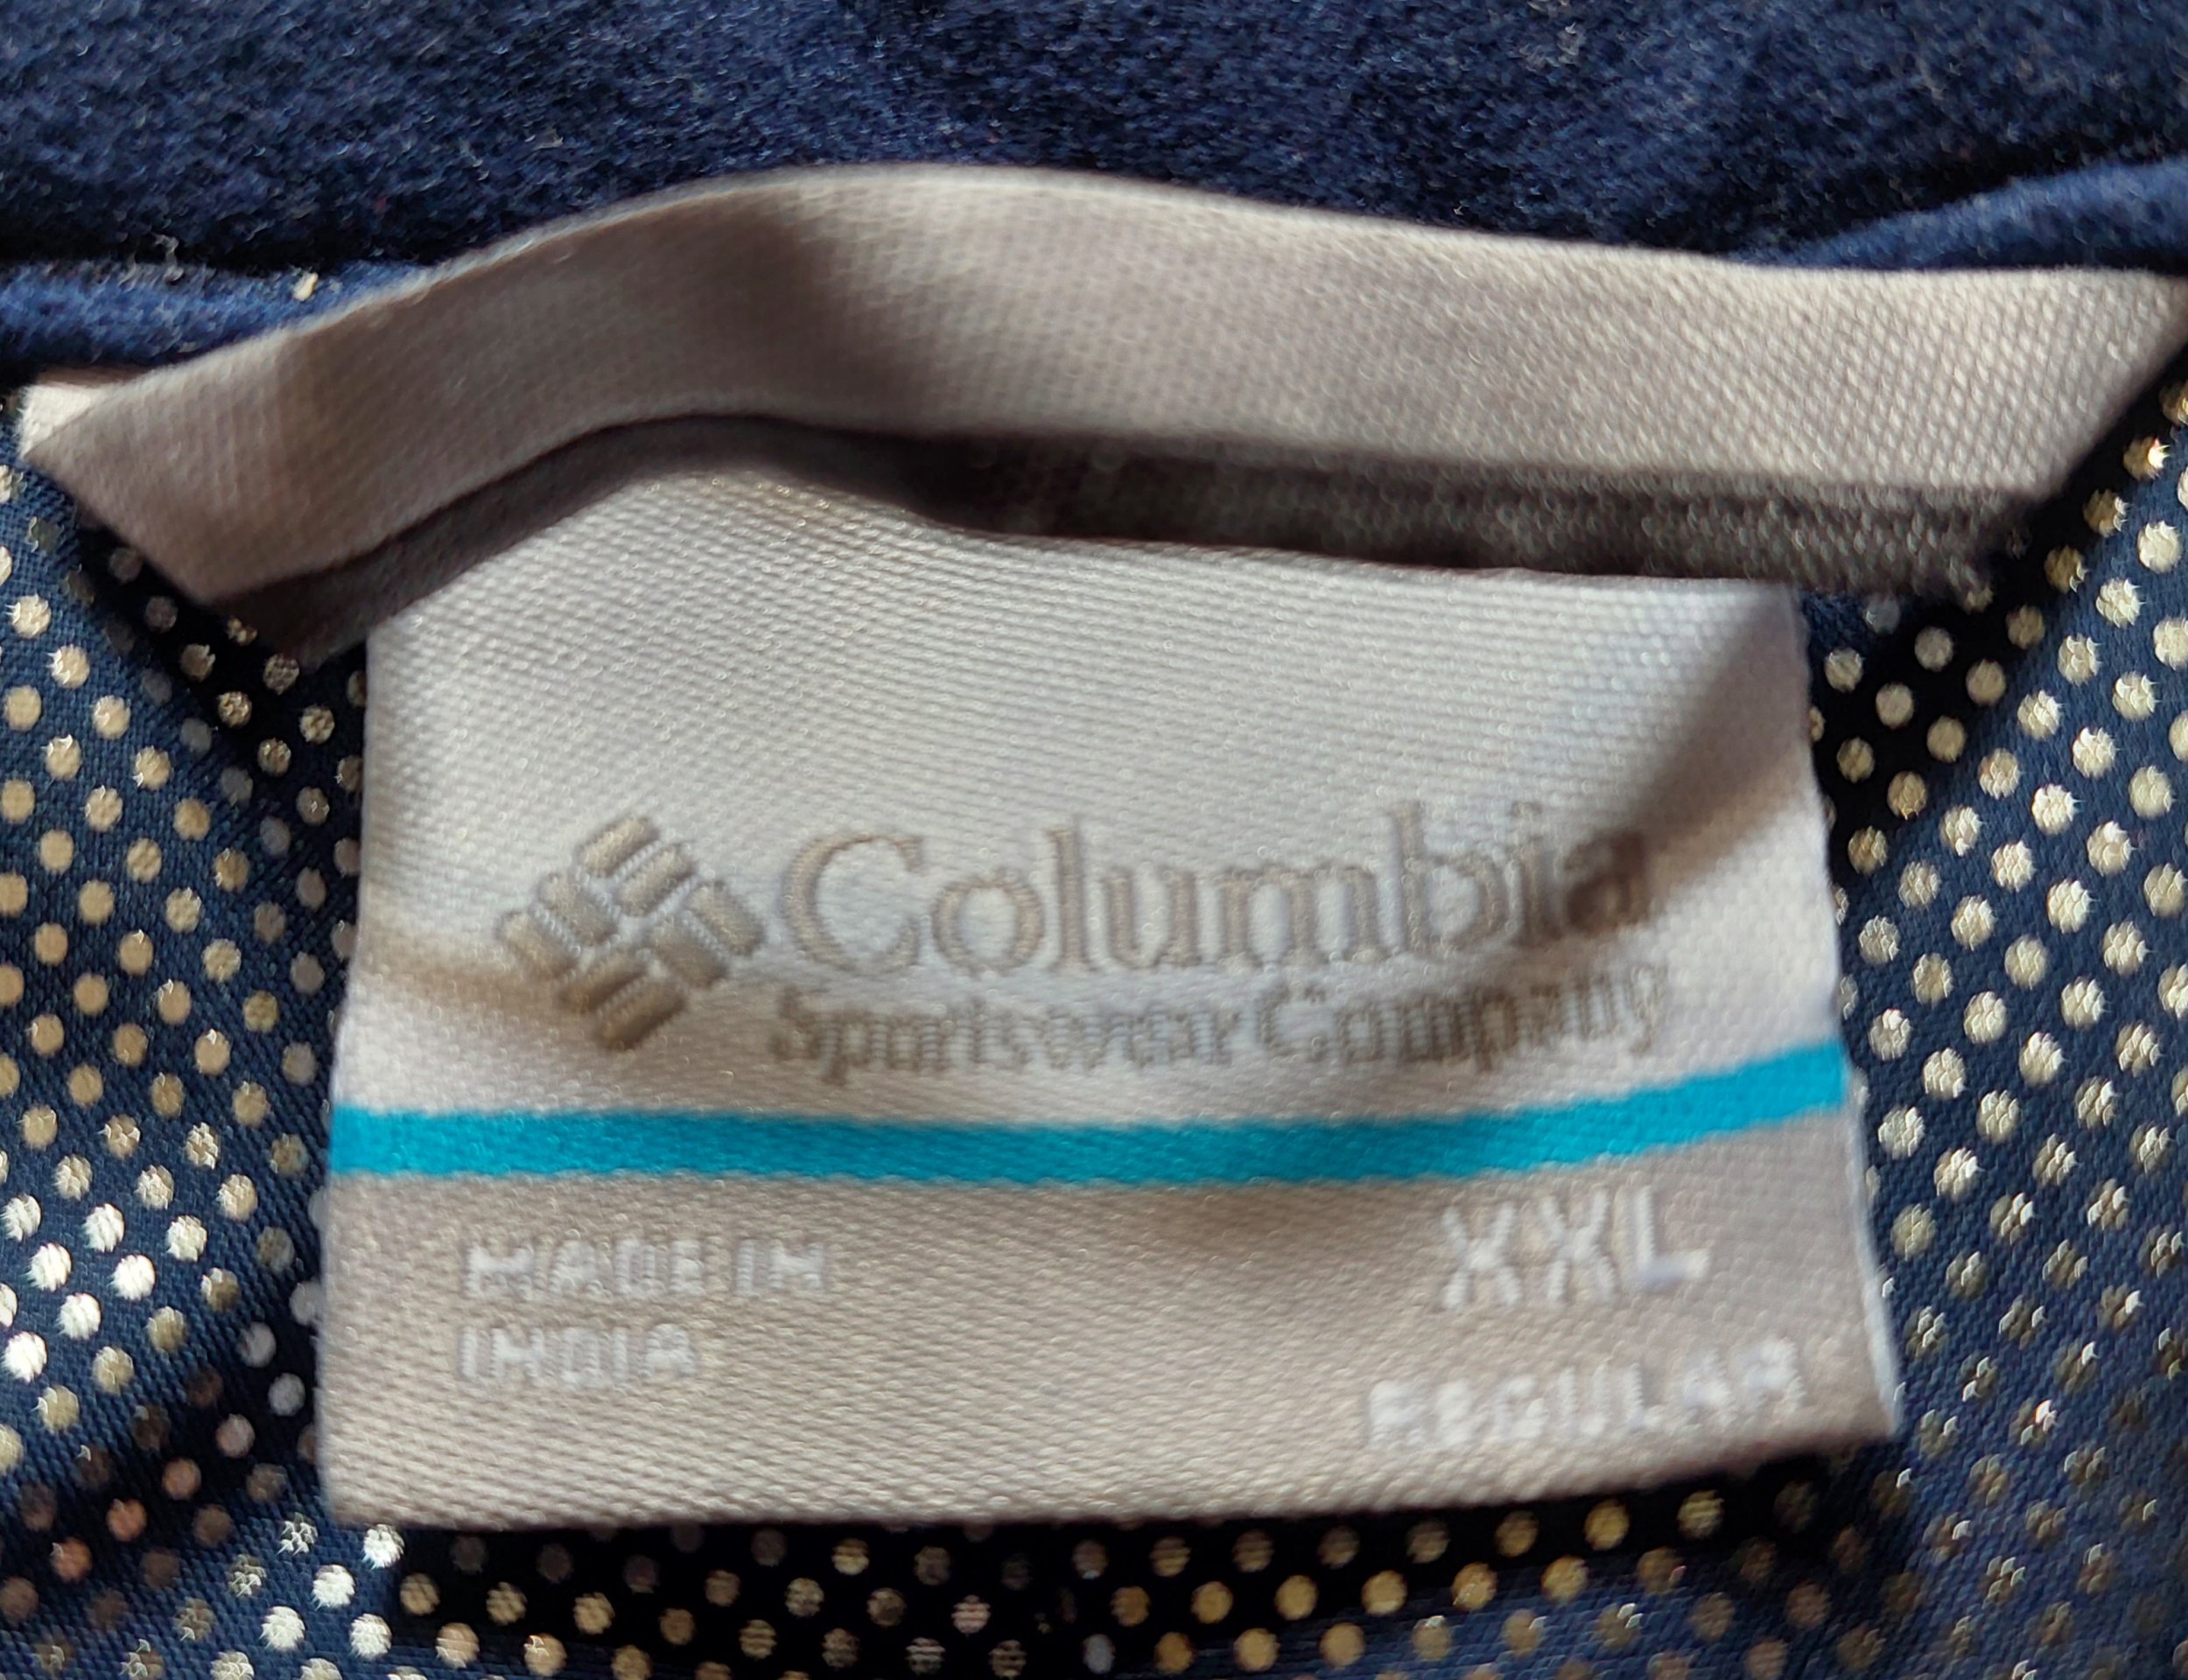 Columbia
Sportswear Company
MADE IN
INDIA
XXL
REGULAR